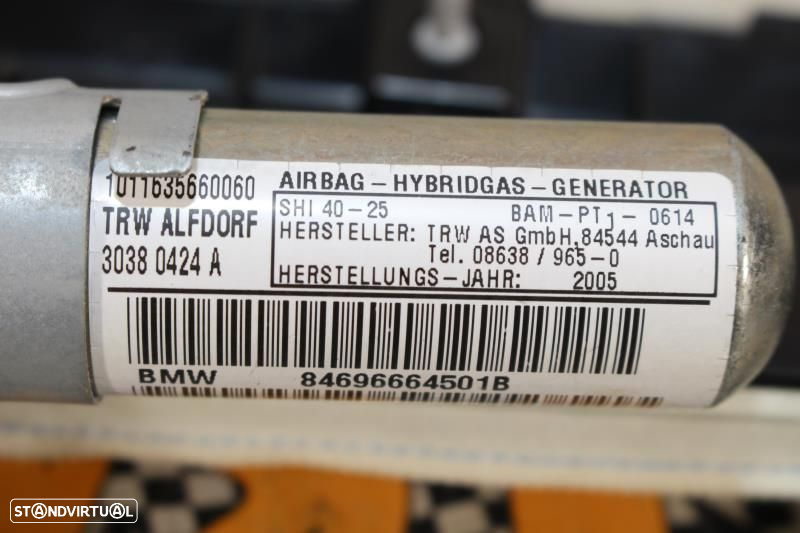 1011635660060
TRW ALFDORF
3038 0424 A
AIRBAG – HYBRIDGAS – GENERATOR
SHI 40-25 BAM-PT1- 0614
HERSTELLER: TRW AS GmbH, 84544 Aschau
Tel. 08638 / 965-0
HERSTELLUNGS-JAHR: 2005
BMW 84696664501B
STANDVIRTUAL